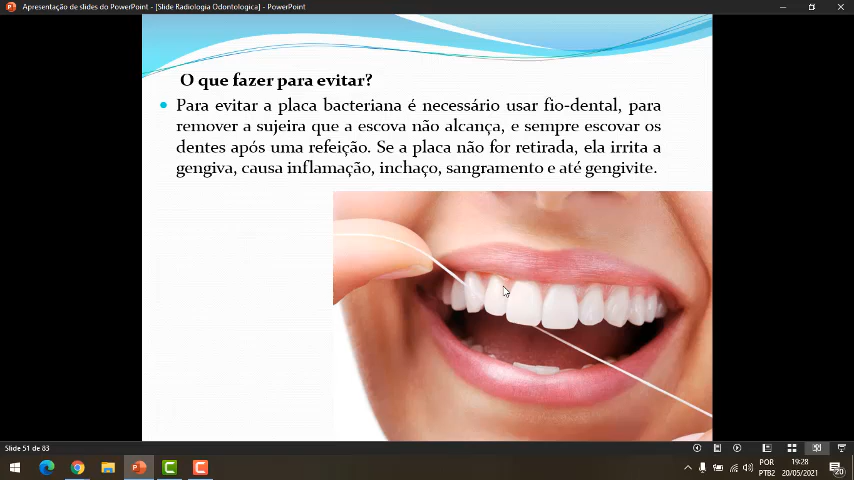 Apresentação de slides do PowerPoint - [Slide Radiologia Odontologica] - PowerPoint
O que fazer para evitar?
Para evitar a placa bacteriana é necessário usar fio-dental, para
remover a sujeira que a escova não alcança, e sempre escovar os
dentes após uma refeição. Se a placa não for retirada, ela irrita a
gengiva, causa inflamação, inchaço, sangramento e até gengivite.
Slide 51 de 83
POR
PTB2
19:28
20/05/2021
20